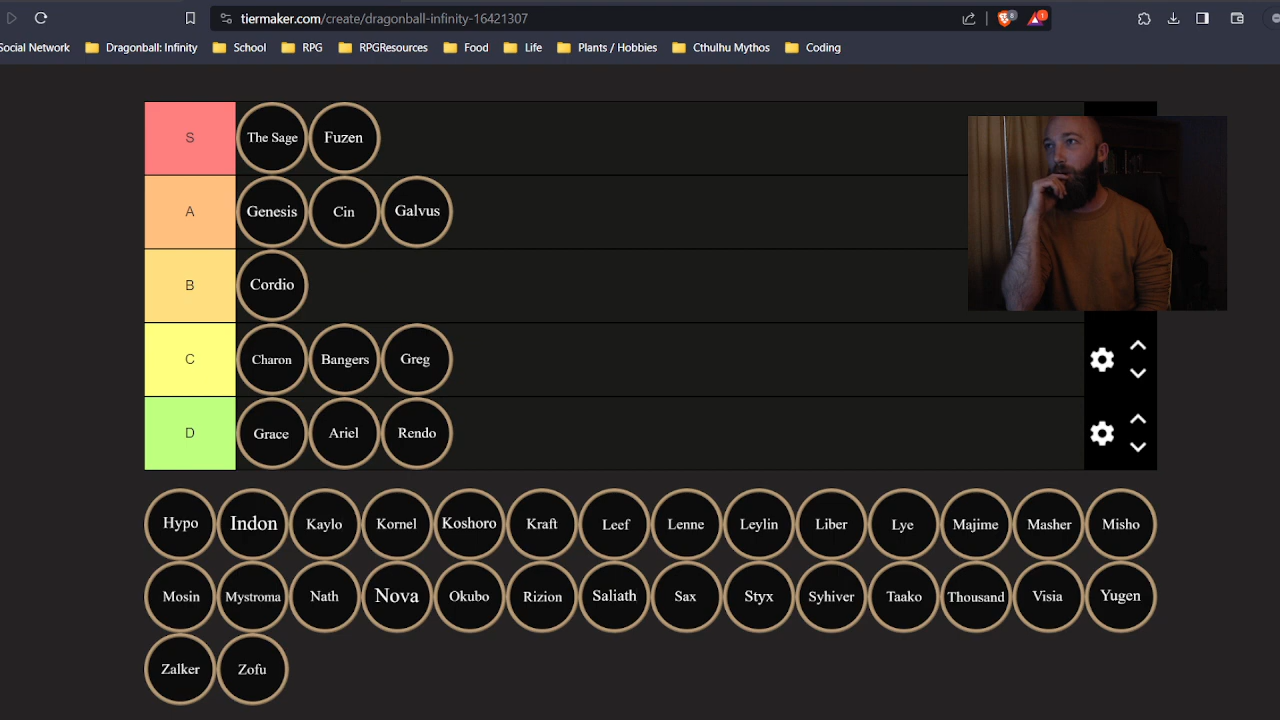 tiermaker.com/create/dragonball-infinity-16421307
8
1
Social Network Dragonball: Infinity School RPG RPGResources Food Life Plants / Hobbies Cthulhu Mythos Coding
S The Sage Fuzen
A Genesis Cin Galvus
B Cordio
C Charon Bangers Greg
D Grace Ariel Rendo
Hypo Indon Kaylo Kornel Koshoro Kraft Leef Lenne Leylin Liber Lye Majime Masher Misho
Mosin Mystroma Nath Nova Okubo Rizion Saliath Sax Styx Syhiver Taako Thousand Visia Yugen
Zalker Zofu